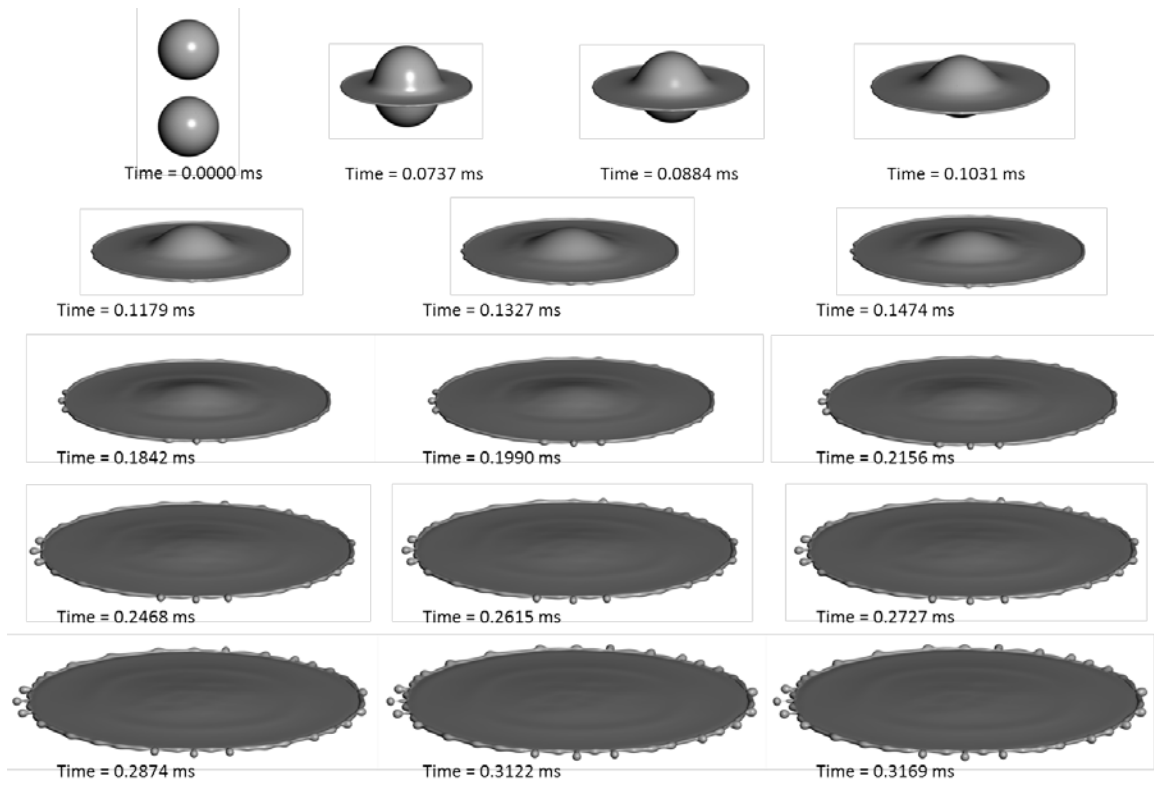 Time = 0.0000 ms
Time = 0.0737 ms
Time = 0.0884 ms
Time = 0.1031 ms
Time = 0.1179 ms
Time = 0.1327 ms
Time = 0.1474 ms
Time = 0.1842 ms
Time = 0.1990 ms
Time = 0.2156 ms
Time = 0.2468 ms
Time = 0.2615 ms
Time = 0.2727 ms
Time = 0.2874 ms
Time = 0.3122 ms
Time = 0.3169 ms